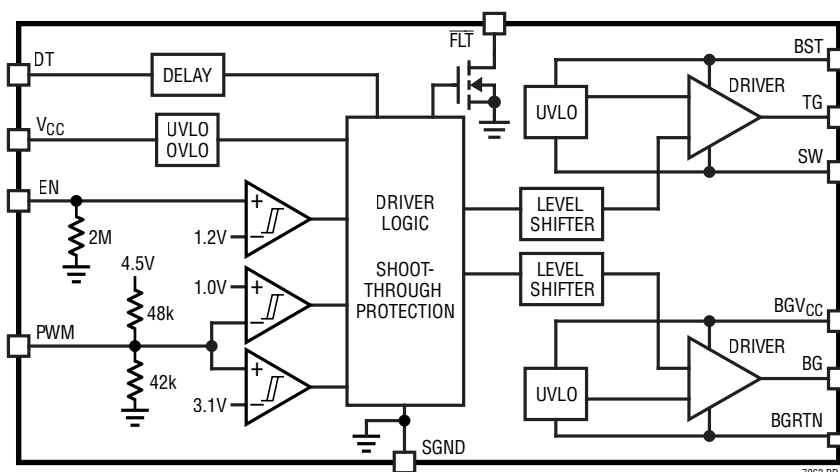 FLT
DT
DELAY
VCC
UVLO
OVLO
EN
2M
1.2V
4.5V
48k
1.0V
PWM
42k
3.1V
DRIVER
LOGIC
SHOOT-
THROUGH
PROTECTION
SGND
LEVEL
SHIFTER
LEVEL
SHIFTER
UVLO
DRIVER
BST
TG
SW
UVLO
DRIVER
BGVCC
BG
BGRTN